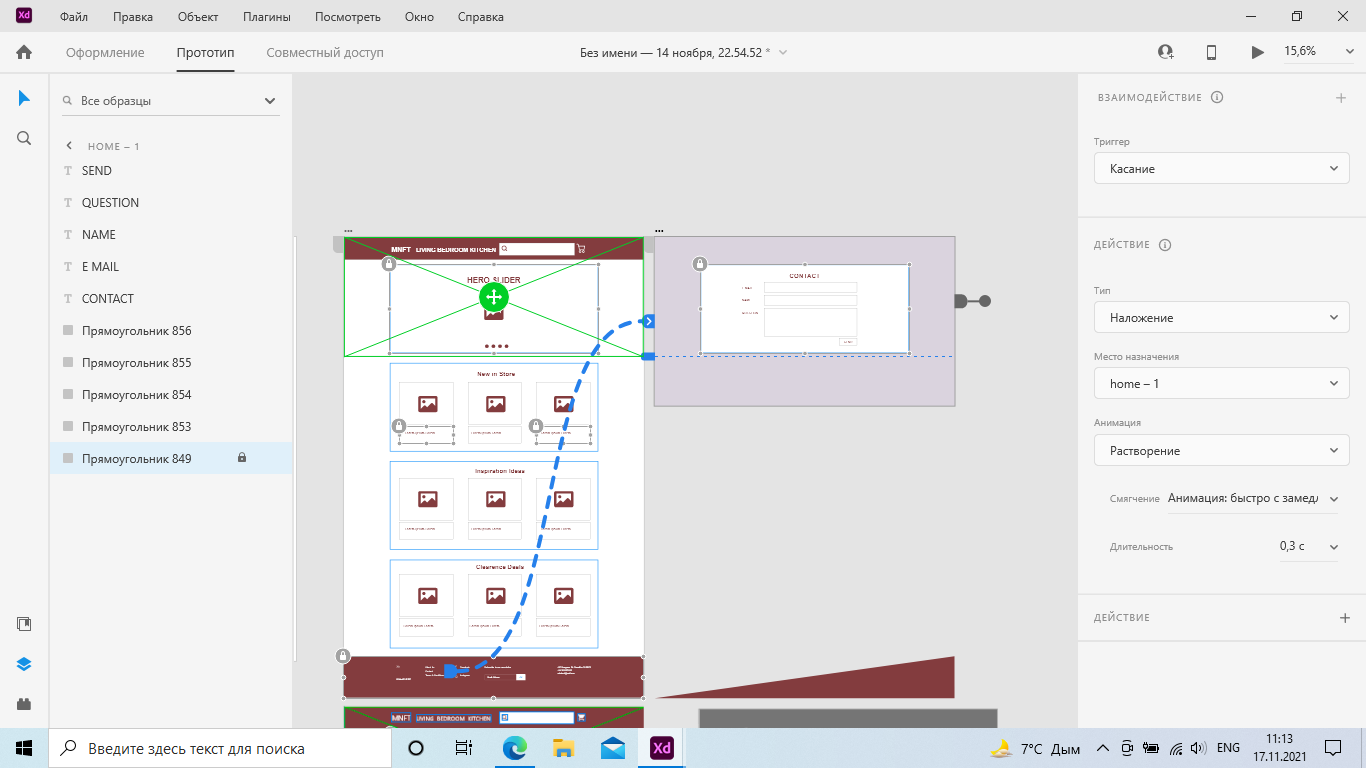 Xd
Файл Правка Объект Плагины Посмотреть Окно Справка
Оформление Прототип Совместный доступ
Без имени — 14 ноября, 22.54.52 *
15,6%
Все образцы
HOME – 1
T SEND
T QUESTION
T NAME
T E MAIL
T CONTACT
Прямоугольник 856
Прямоугольник 855
Прямоугольник 854
Прямоугольник 853
Прямоугольник 849
...
MNFT LIVING BEDROOM KITCHEN
HERO SLIDER
New in Store
Inspiration Ideas
Clearence Deals
MNFT LIVING BEDROOM KITCHEN
...
CONTACT
ВЗАИМОДЕЙСТВИЕ
Триггер
Касание
ДЕЙСТВИЕ
Тип
Наложение
Место назначения
home – 1
Анимация
Растворение
Смягчение Анимация: быстро с замедл
Длительность 0,3 с
ДЕЙСТВИЕ
Введите здесь текст для поиска
Xd
7°C Дым
ENG
11:13
17.11.2021